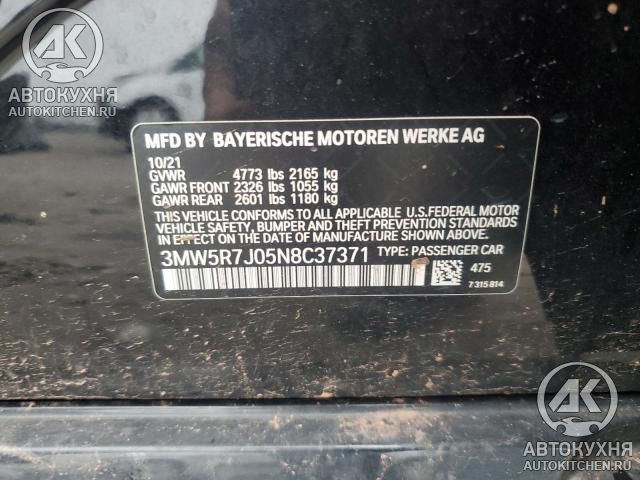 AK
АВТОКУХНЯ
AUTOKITCHEN.RU
MFD BY BAYERISCHE MOTOREN WERKE AG
10/21
GVWR 4773 lbs 2165 kg
GAWR FRONT 2326 lbs 1055 kg
GAWR REAR 2601 lbs 1180 kg
THIS VEHICLE CONFORMS TO ALL APPLICABLE U.S.FEDERAL MOTOR
VEHICLE SAFETY, BUMPER AND THEFT PREVENTION STANDARDS
IN EFFECT ON THE DATE OF MANUFACTURE SHOWN ABOVE.
3MW5R7J05N8C37371 TYPE: PASSENGER CAR
475
7 315 814
AK
АВТОКУХНЯ
AUTOKITCHEN.RU